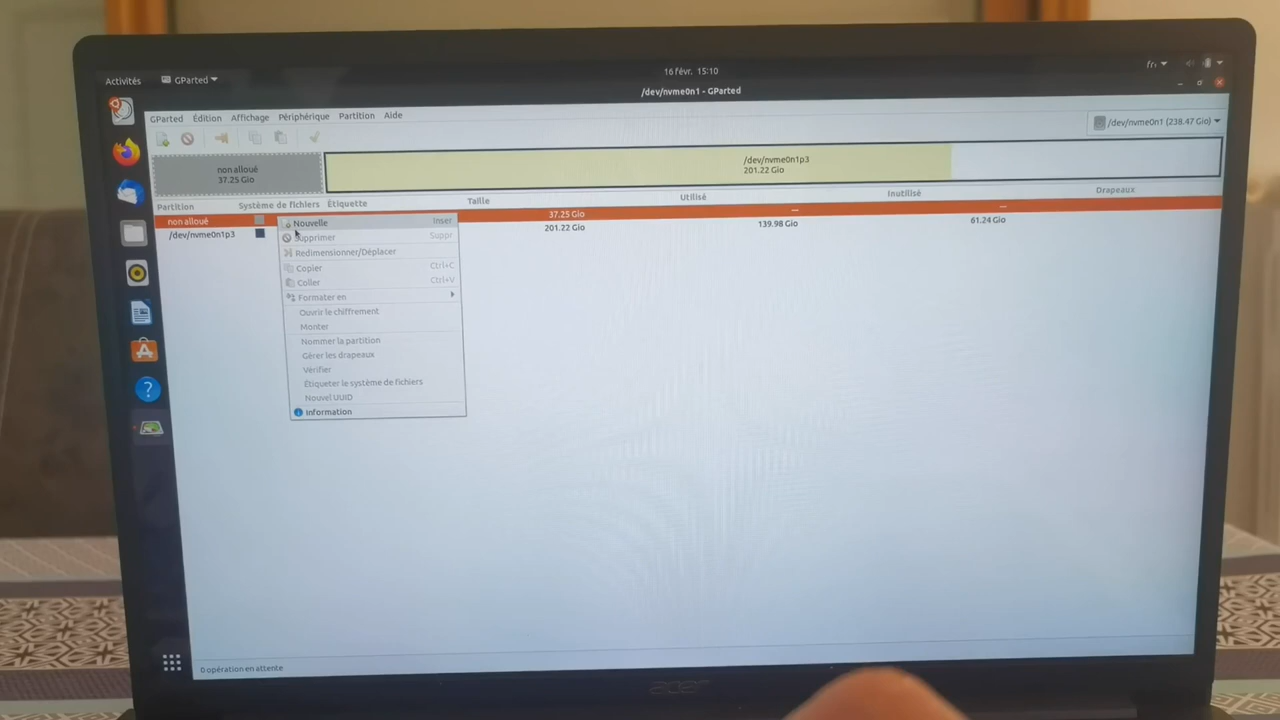 Activités GParted 16 févr. 15:10 fr₁
/dev/nvme0n1 - GParted
GParted Édition Affichage Périphérique Partition Aide
/dev/nvme0n1 (238.47 Gio)
non alloué
37.25 Gio
/dev/nvme0n1p3
201.22 Gio
Partition Système de fichiers Étiquette Taille Utilisé Inutilisé Drapeaux
non alloué 37.25 Gio — —
/dev/nvme0n1p3 201.22 Gio 139.98 Gio 61.24 Gio
Nouvelle Inser
Supprimer Suppr
Redimensionner/Déplacer
Copier Ctrl+C
Coller Ctrl+V
Formater en
Ouvrir le chiffrement
Monter
Nommer la partition
Gérer les drapeaux
Vérifier
Étiqueter le système de fichiers
Nouvel UUID
Information
0 opération en attente
acer